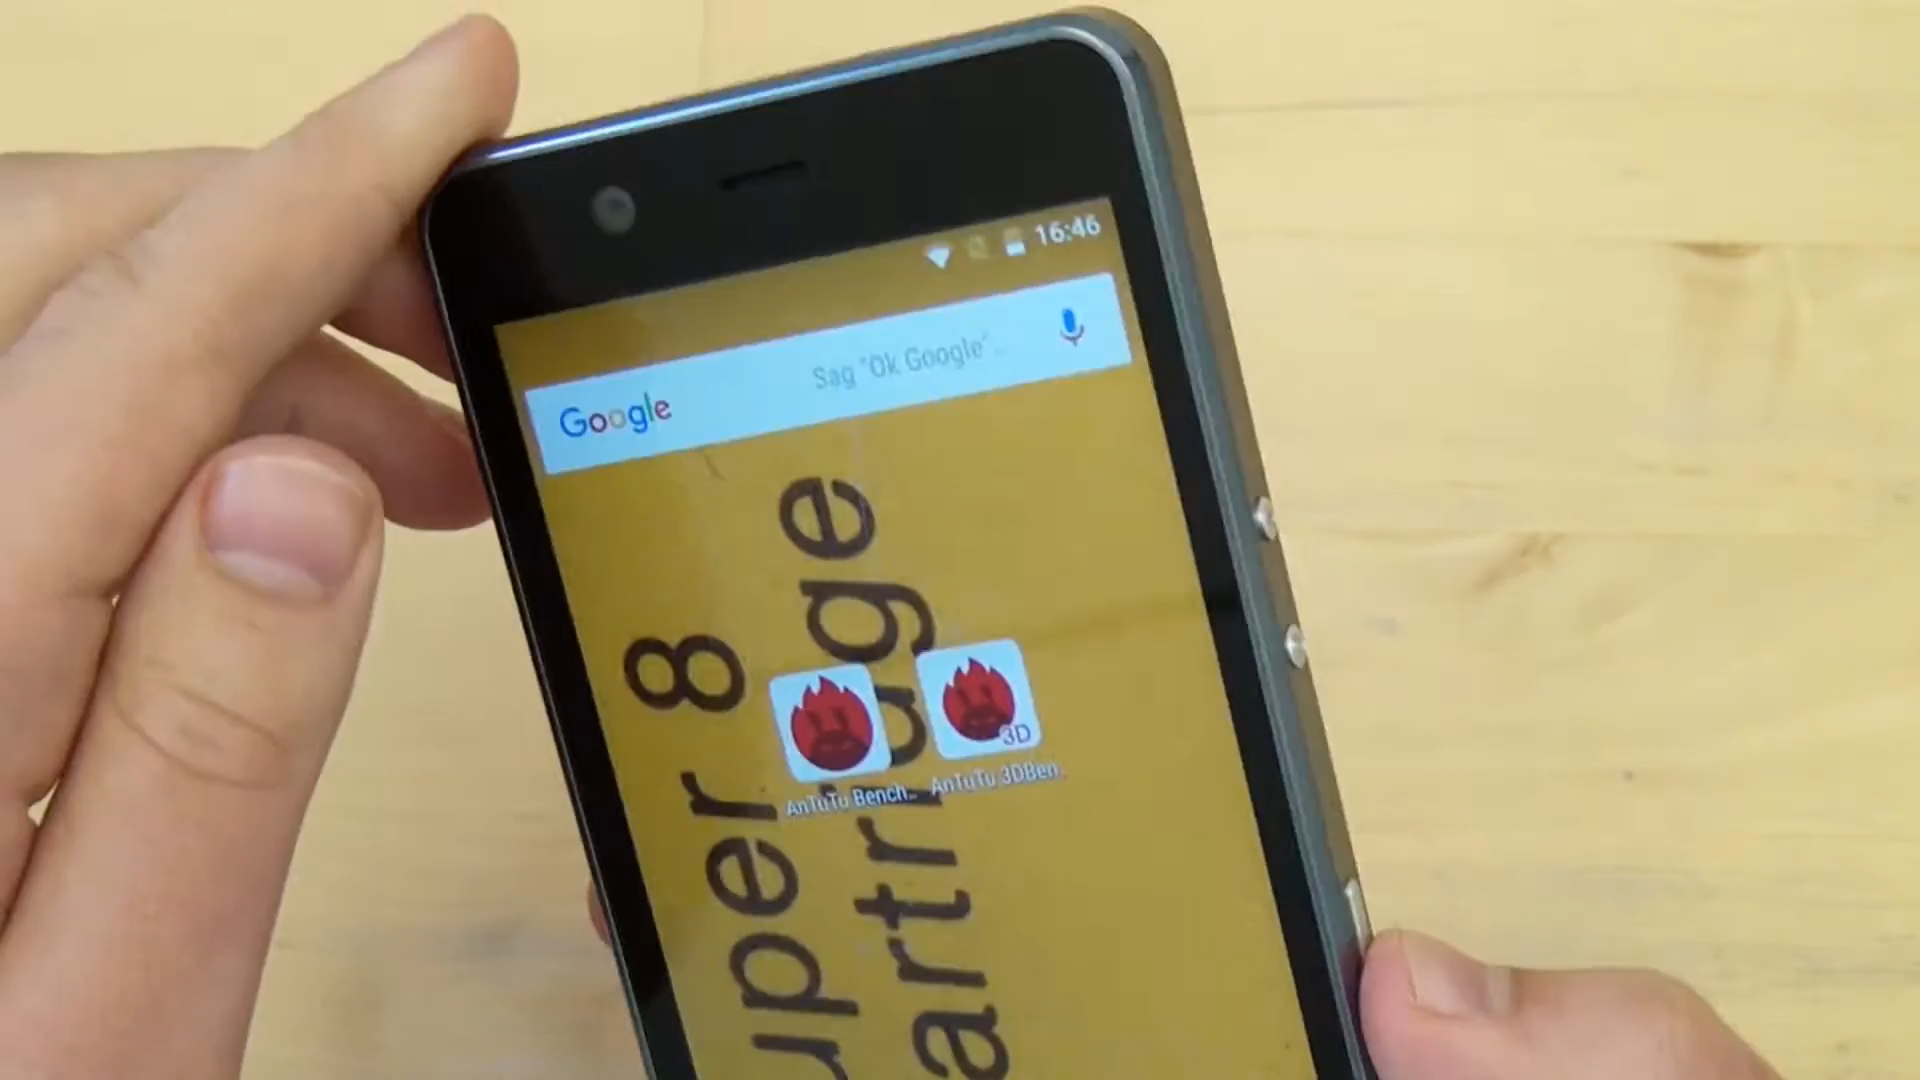 16:46
Google
Sag "Ok Google"...
uper 8
artr ge
AnTuTu Bench..
AnTuTu 3DBen..
3D